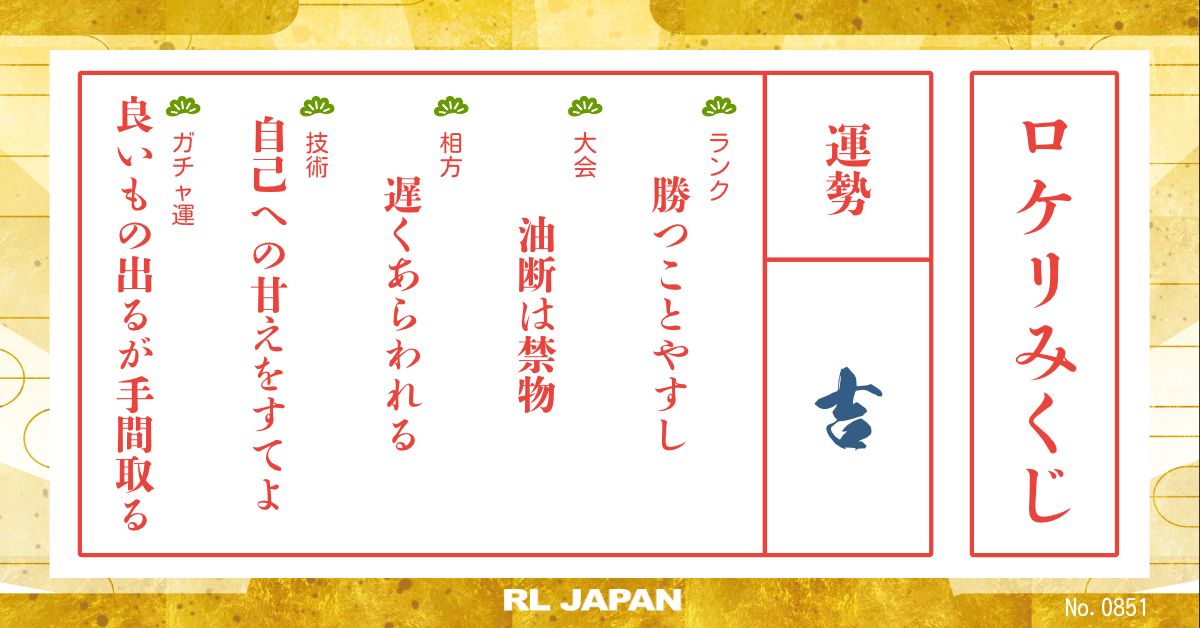 ロケリみくじ
運勢
吉
ランク
勝つことやすし
大会
油断は禁物
相方
遅くあらわれる
技術
自己への甘えをすてよ
ガチャ運
良いもの出るが手間取る
RL JAPAN
No.0851